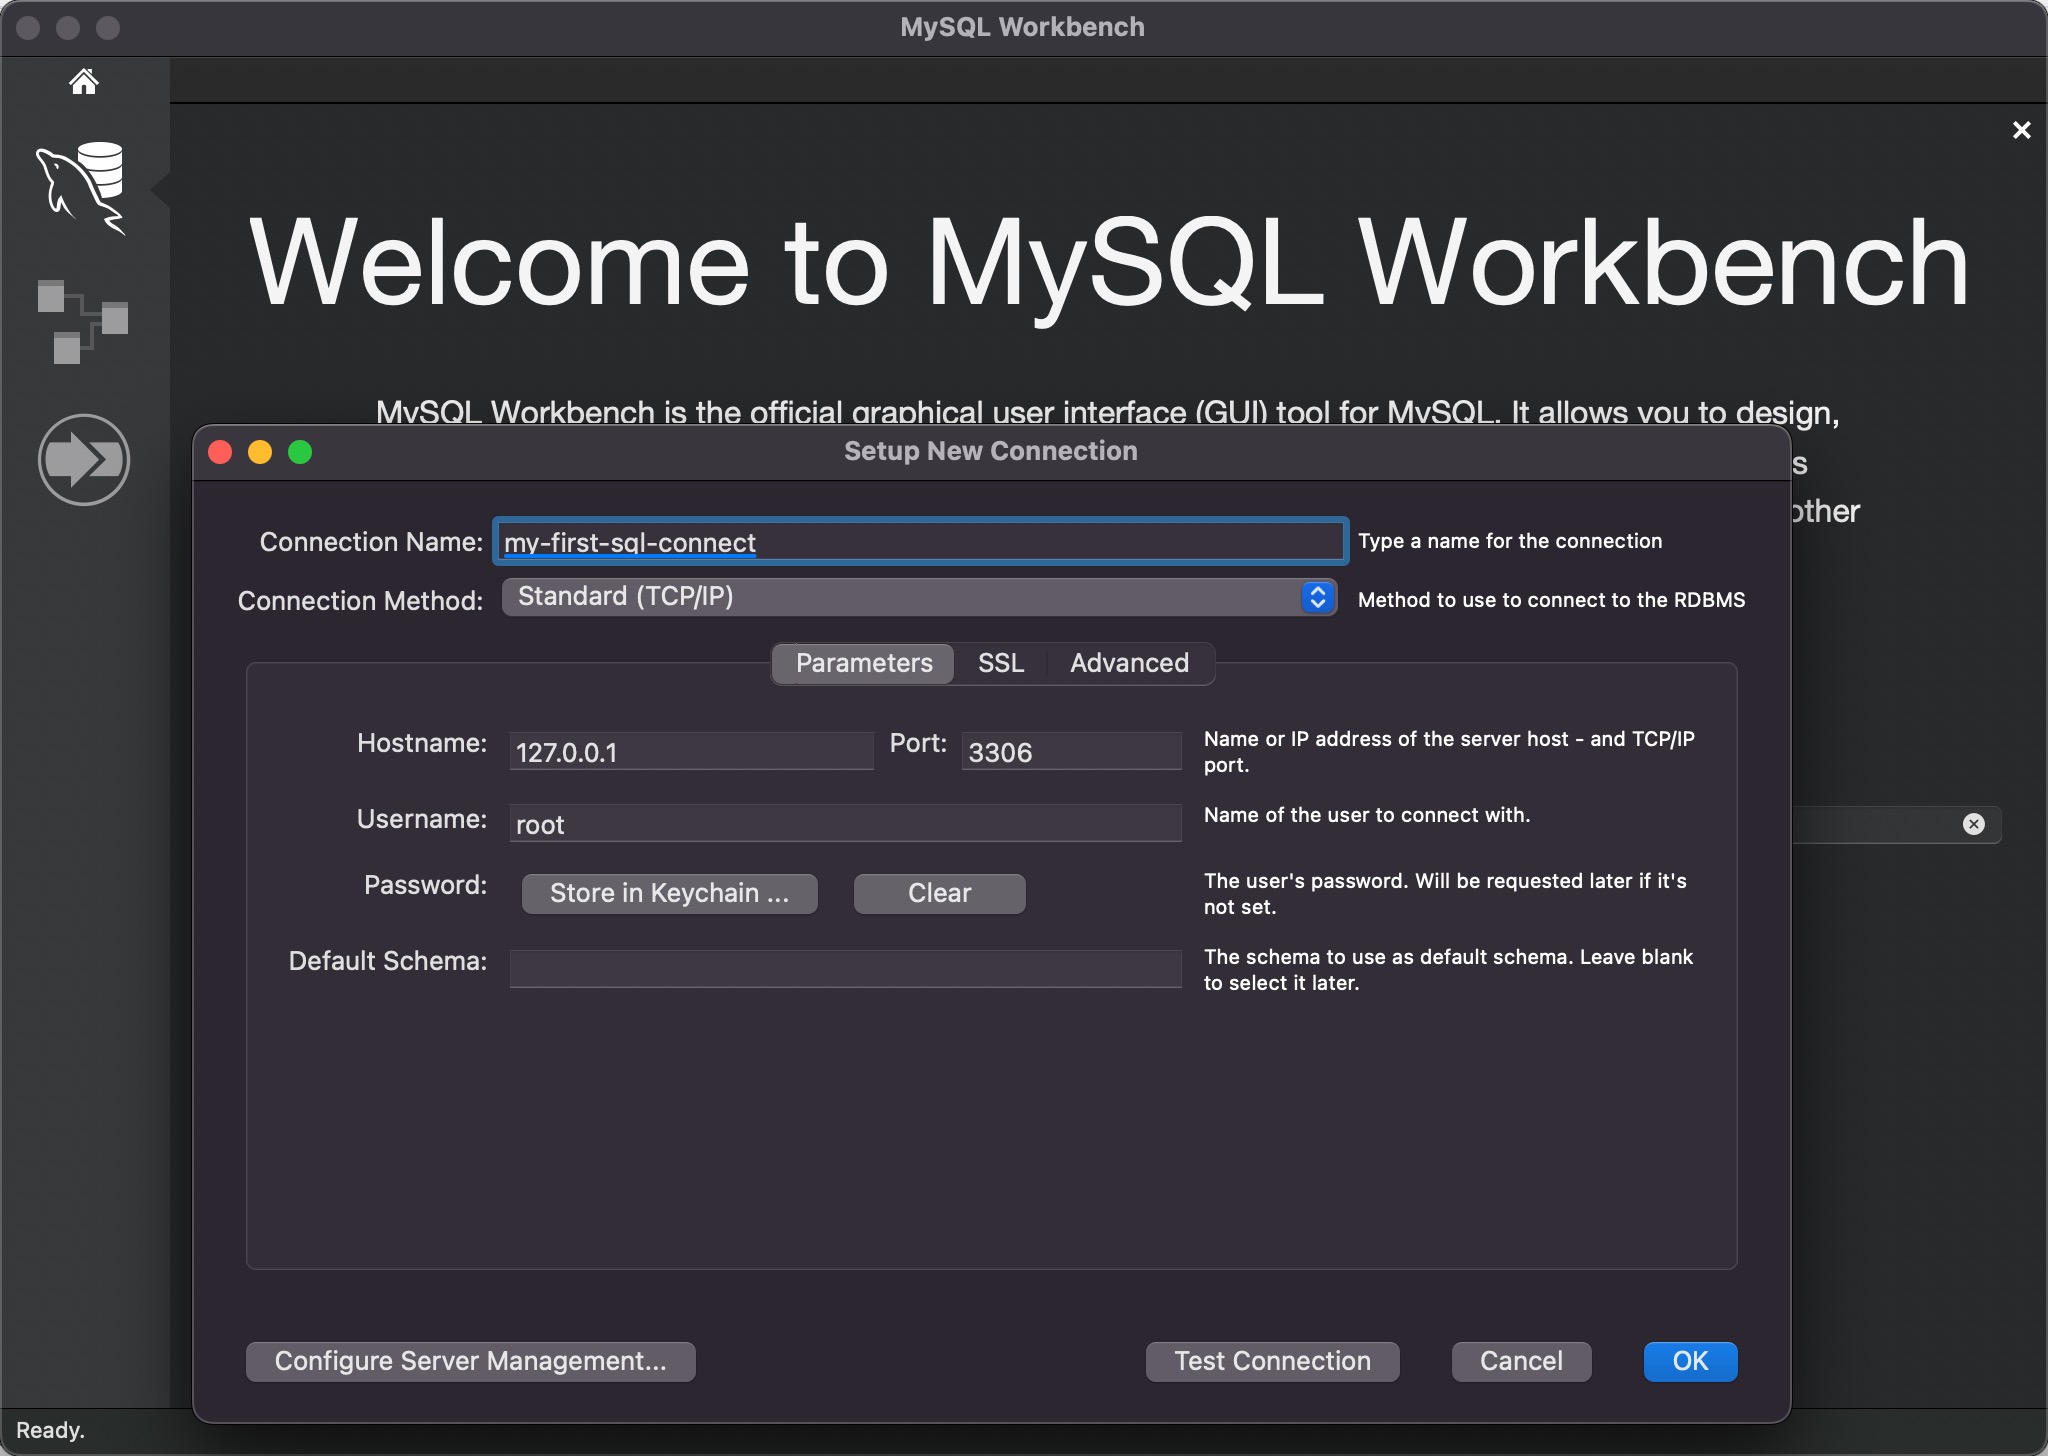 MySQL Workbench
Welcome to MySQL Workbench
MySQL Workbench is the official graphical user interface (GUI) tool for MySQL. It allows you to design,
s
other
Setup New Connection
Connection Name: my-first-sql-connect Type a name for the connection
Connection Method: Standard (TCP/IP) Method to use to connect to the RDBMS
Parameters SSL Advanced
Hostname: 127.0.0.1 Port: 3306 Name or IP address of the server host - and TCP/IP
port.
Username: root Name of the user to connect with.
Password: Store in Keychain ... Clear The user's password. Will be requested later if it's
not set.
Default Schema: The schema to use as default schema. Leave blank
to select it later.
Configure Server Management... Test Connection Cancel OK
Ready.